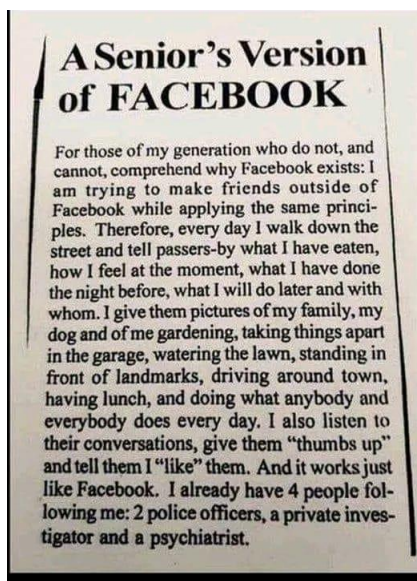 A Senior's Version
of FACEBOOK
For those of my generation who do not, and
cannot, comprehend why Facebook exists: I
am trying to make friends outside of
Facebook while applying the same princi-
ples. Therefore, every day I walk down the
street and tell passers-by what I have eaten,
how I feel at the moment, what I have done
the night before, what I will do later and with
whom. I give them pictures of my family, my
dog and of me gardening, taking things apart
in the garage, watering the lawn, standing in
front of landmarks, driving around town,
having lunch, and doing what anybody and
everybody does every day. I also listen to
their conversations, give them “thumbs up”
and tell them I “like” them. And it works just
like Facebook. I already have 4 people fol-
lowing me: 2 police officers, a private inves-
tigator and a psychiatrist.